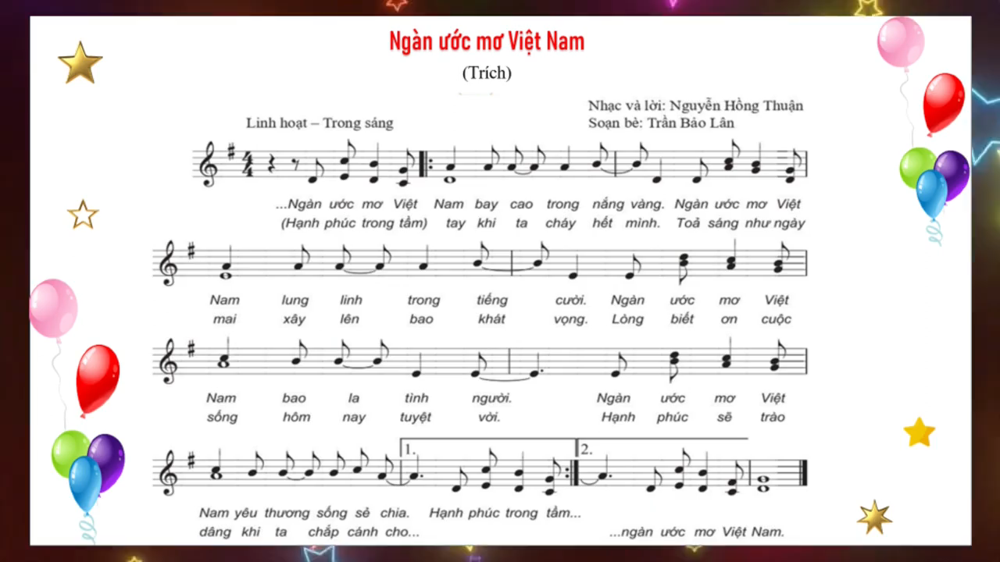 Ngàn ước mơ Việt Nam
(Trích)
Nhạc và lời: Nguyễn Hồng Thuận
Linh hoạt – Trong sáng
Soạn bè: Trần Bảo Lân
...Ngàn ước mơ Việt Nam bay cao trong nắng vàng. Ngàn ước mơ Việt
(Hạnh phúc trong tầm) tay khi ta cháy hết mình. Toả sáng như ngày
Nam lung linh trong tiếng cười. Ngàn ước mơ Việt
mai xây lên bao khát vọng. Lòng biết ơn cuộc
Nam bao la tình người. Ngàn ước mơ Việt
sống hôm nay tuyệt vời. Hạnh phúc sẽ trào
1. 2.
Nam yêu thương sống sẻ chia. Hạnh phúc trong tầm...
dâng khi ta chắp cánh cho... ...ngàn ước mơ Việt Nam.